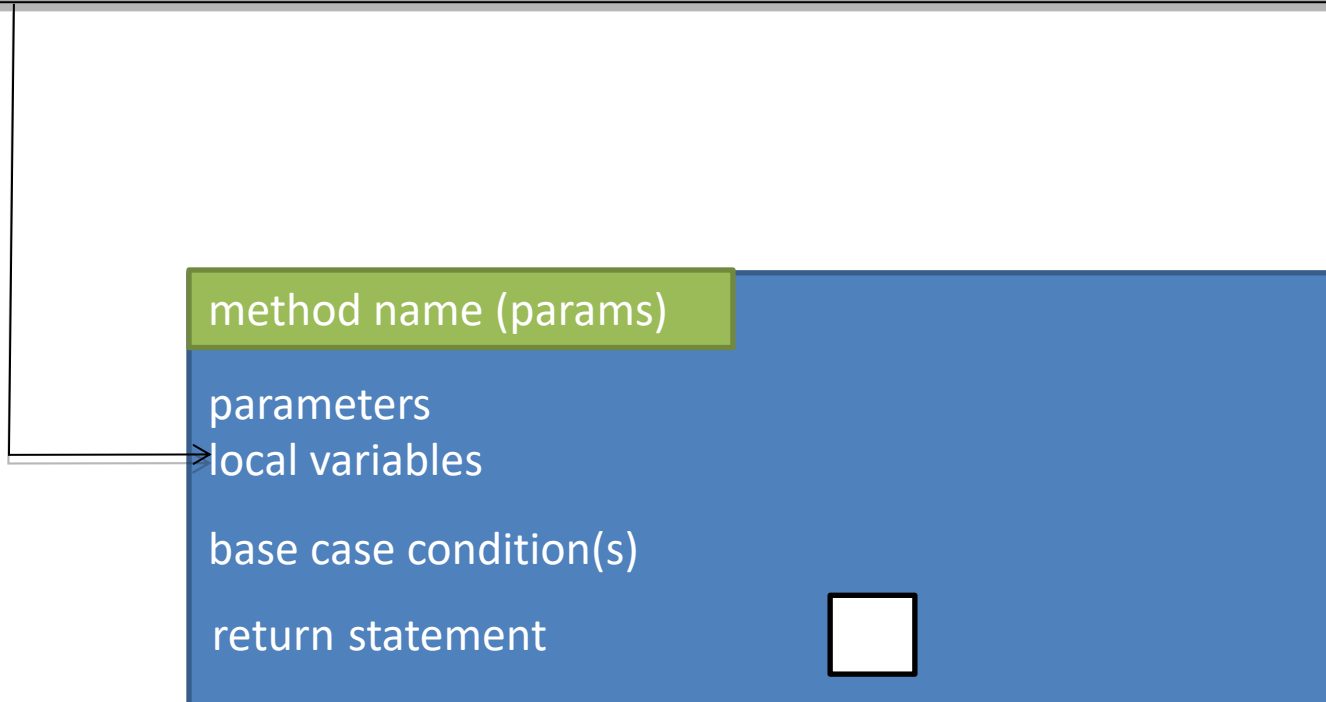 method name (params)
parameters
local variables
base case condition(s)
return statement